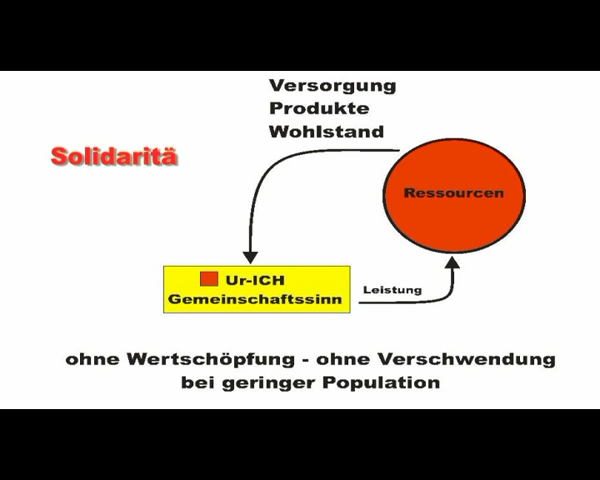 Versorgung
Produkte
Wohlstand
Solidaritä
Ressourcen
Ur-ICH
Gemeinschaftssinn
Leistung
ohne Wertschöpfung - ohne Verschwendung
bei geringer Population